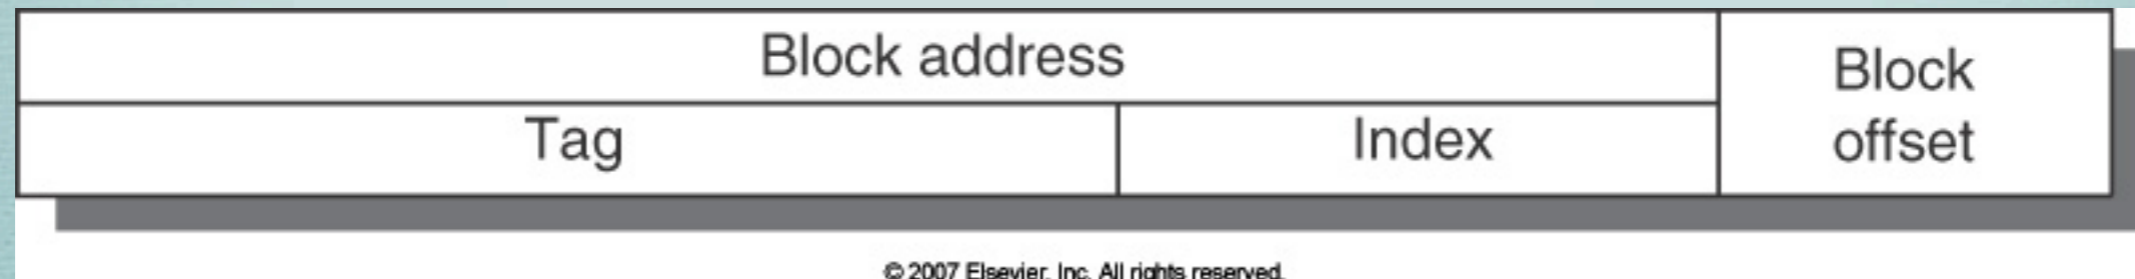 Block address
Block
offset
Tag
Index
© 2007 Elsevier, Inc. All rights reserved.